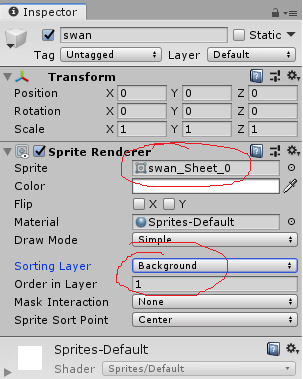 Inspector
swan Static
Tag Untagged Layer Default
Transform
Position X 0 Y 0 Z 0
Rotation X 0 Y 0 Z 0
Scale X 1 Y 1 Z 1
Sprite Renderer
Sprite swan_Sheet_0
Color
Flip X Y
Material Sprites-Default
Draw Mode Simple
Sorting Layer Background
Order in Layer 1
Mask Interaction None
Sprite Sort Point Center
Sprites-Default
Shader Sprites/Default